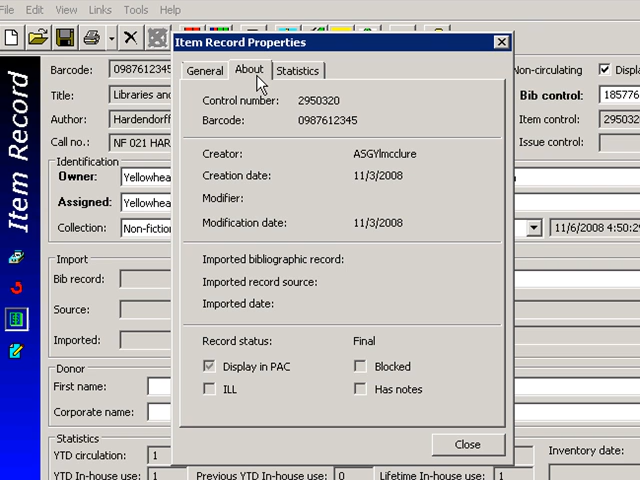 File Edit View Links Tools Help
Item Record Properties
General About Statistics
Control number: 2950320
Barcode: 0987612345
Creator: ASGYlmcclure
Creation date: 11/3/2008
Modifier:
Modification date: 11/3/2008
Imported bibliographic record:
Imported record source:
Imported date:
Record status: Final
Display in PAC Blocked
ILL Has notes
Close
Item Record
Barcode: 098761234
Title: Libraries and
Author: Hardendorff
Call no.: NF 021 HAR
Identification
Owner: Yellowhea
Assigned: Yellowhea
Collection: Non-fictio
Import
Bib record:
Source:
Imported:
Donor
First name:
Corporate name:
Statistics
YTD circulation: 1
YTD In-house use: 1 Previous YTD In-house use: 0 Lifetime In-house use: 1
Non-circulating Displa
Bib control: 185776
Item control: 295032
Issue control:
11/6/2008 4:50:29
Inventory date: